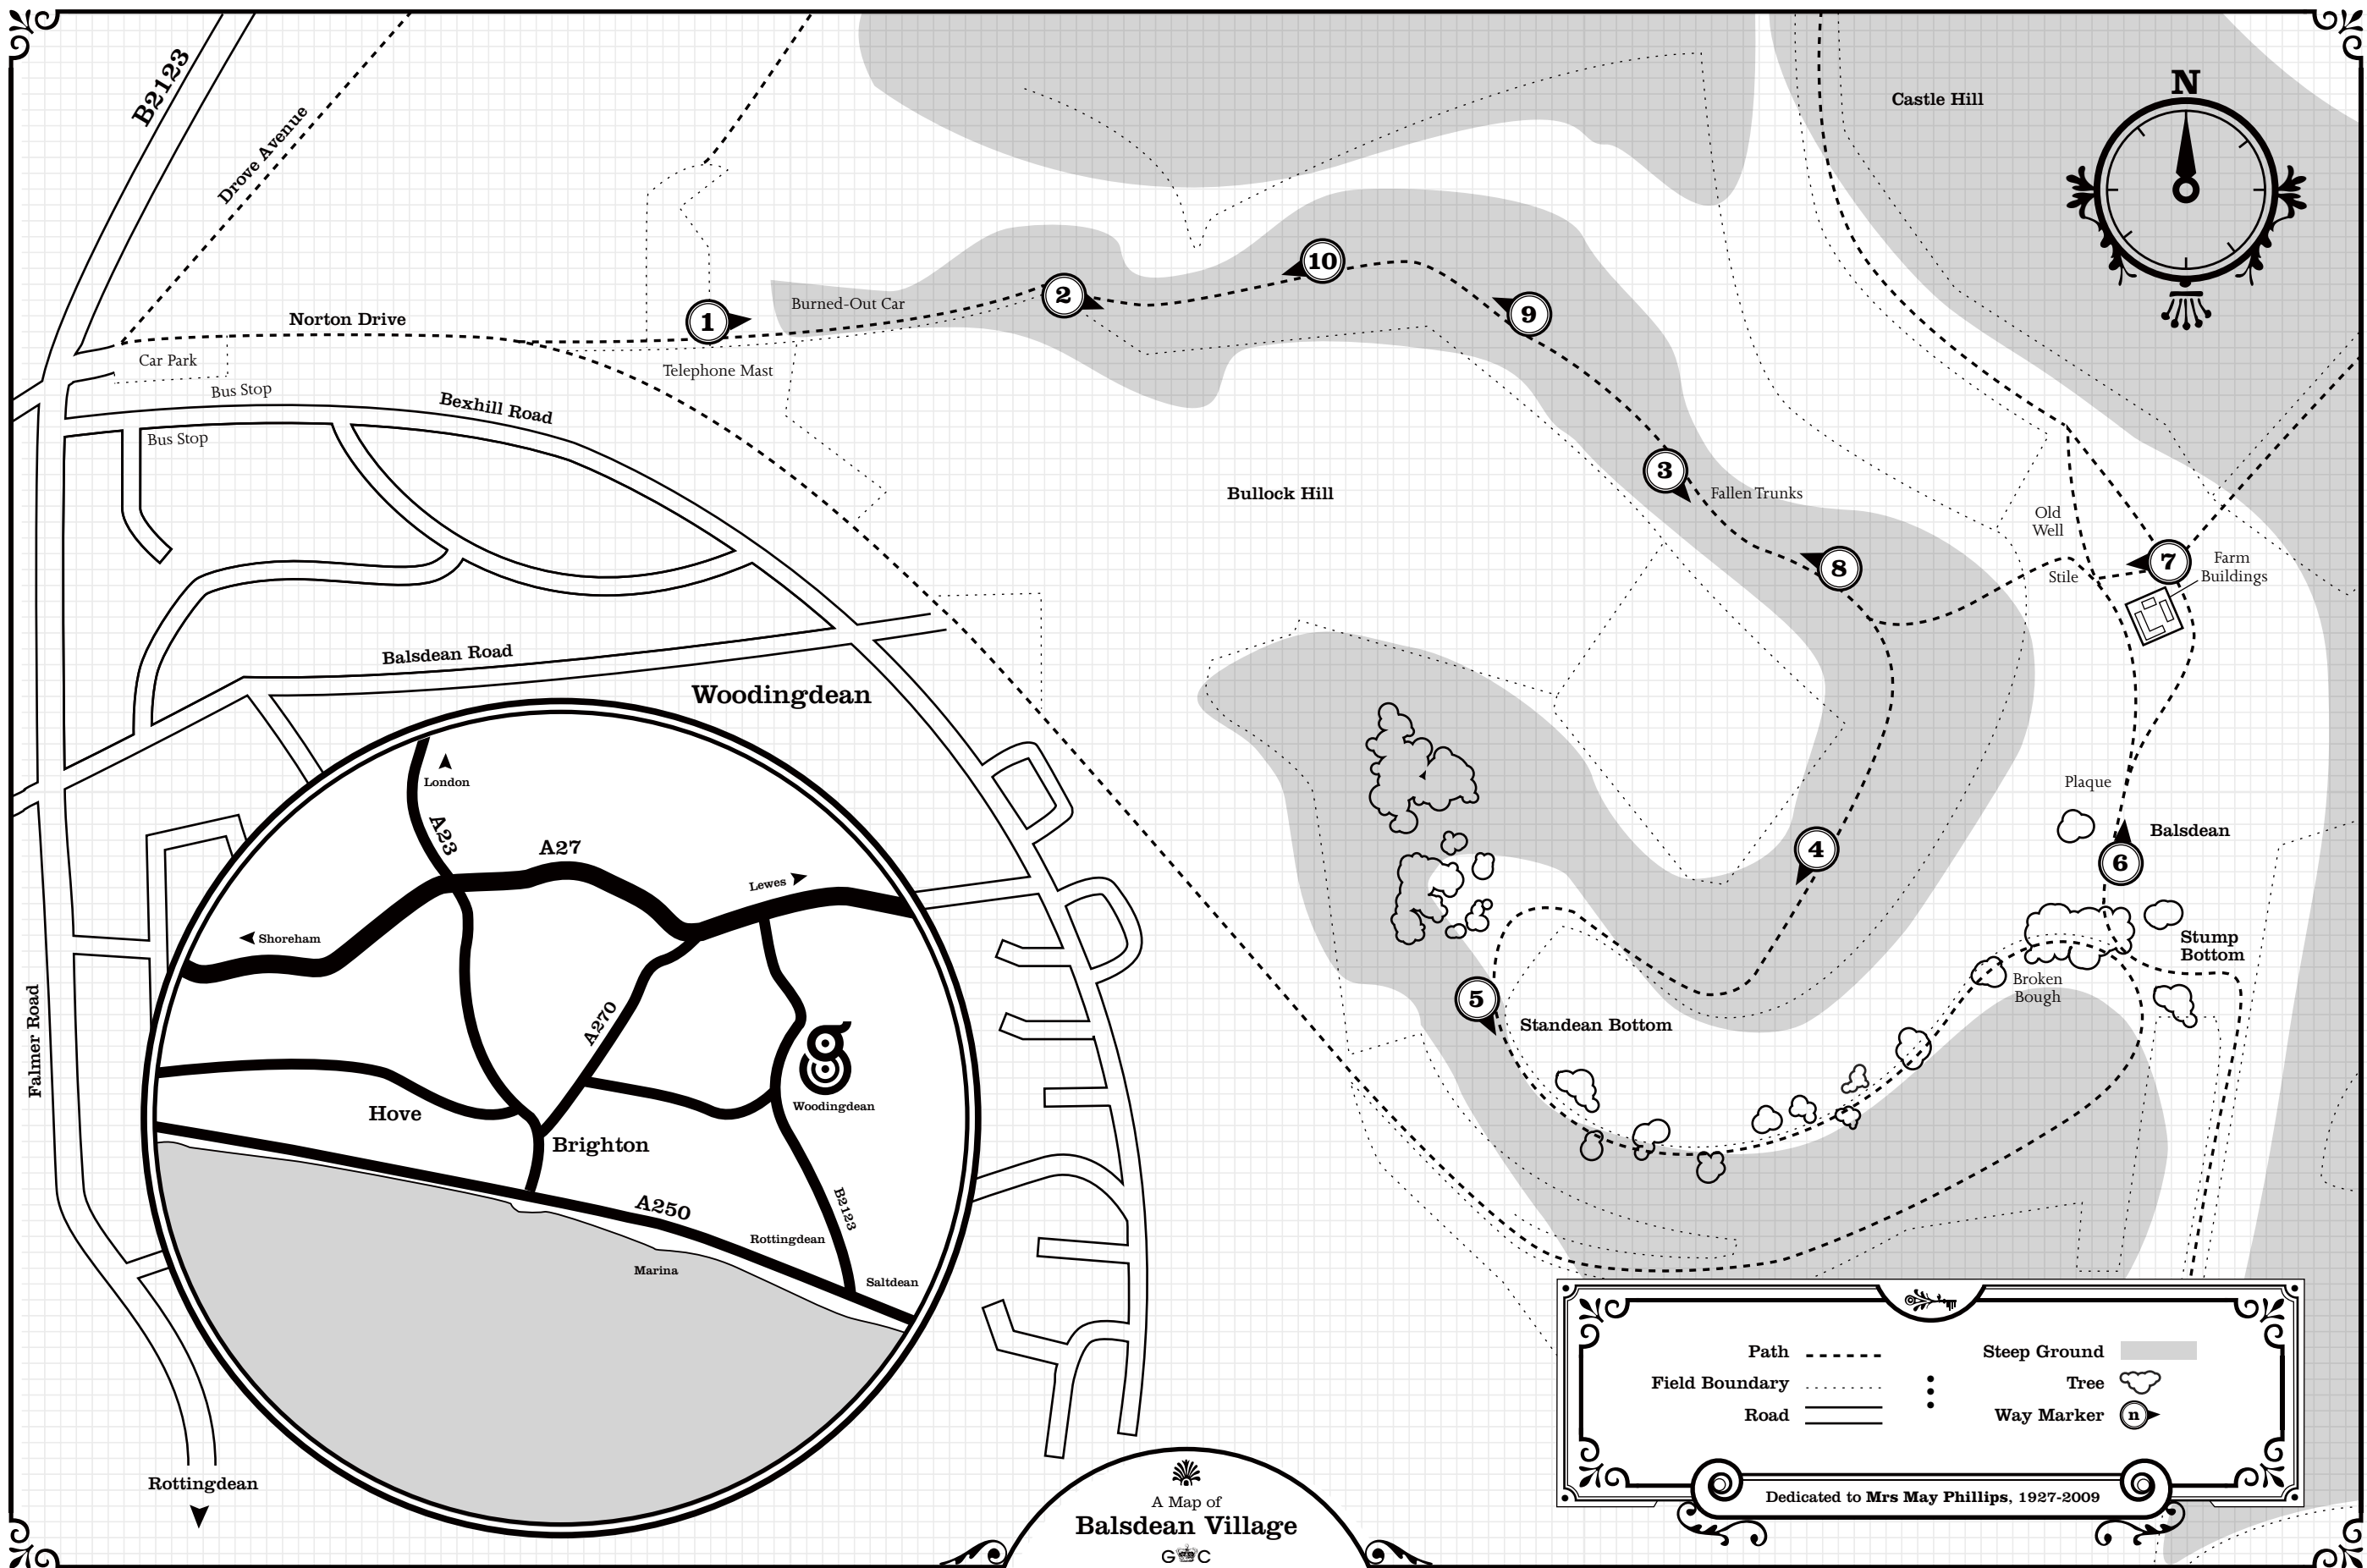 B2123
Drove Avenue
Norton Drive
Car Park
Bus Stop
Bus Stop
Bexhill Road
1
Burned-Out Car
Telephone Mast
2
10
9
Castle Hill
N
Bullock Hill
3
Fallen Trunks
8
Old
Well
Stile
7
Farm
Buildings
Balsdean Road
Woodingdean
Plaque
Balsdean
6
4
5
Standean Bottom
Stump
Bottom
Broken
Bough
Falmer Road
Rottingdean
London
A23
A27
Lewes
Shoreham
A270
Woodingdean
Hove
Brighton
A250
B2123
Rottingdean
Marina
Saltdean
Path
Field Boundary
Road
Steep Ground
Tree
Way Marker
n
Dedicated to Mrs May Phillips, 1927-2009
A Map of
Balsdean Village
G C